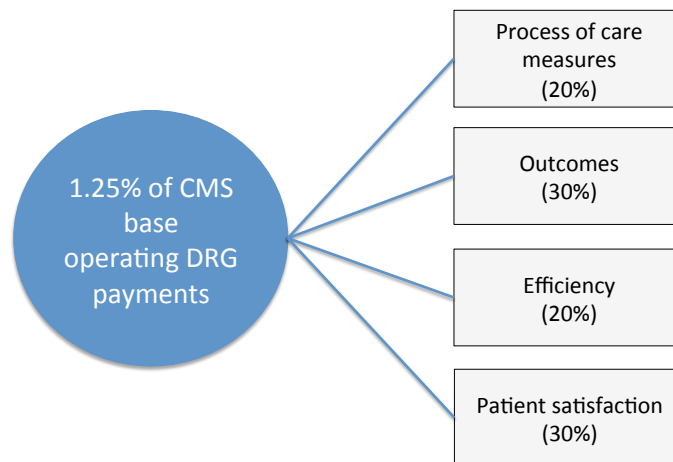 Process of care
measures
(20%)
1.25% of CMS
base
operating DRG
payments
Outcomes
(30%)
Efficiency
(20%)
Patient satisfaction
(30%)